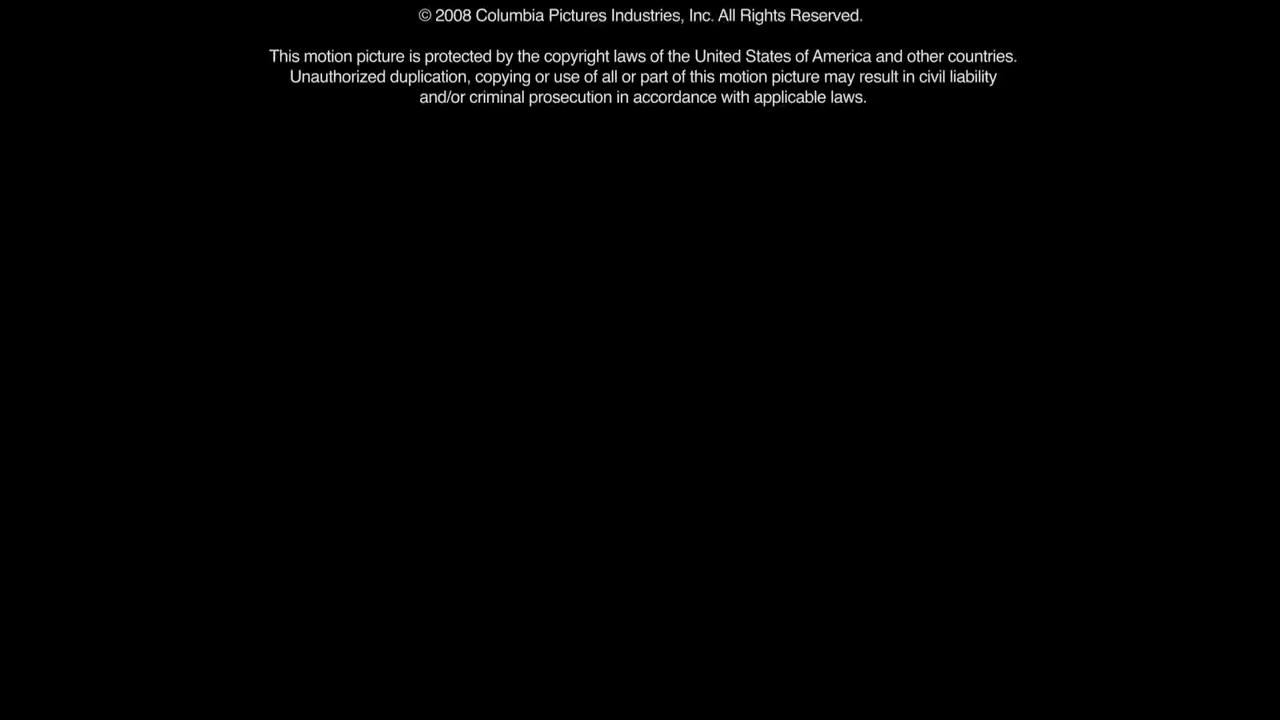 © 2008 Columbia Pictures Industries, Inc. All Rights Reserved.
This motion picture is protected by the copyright laws of the United States of America and other countries.
Unauthorized duplication, copying or use of all or part of this motion picture may result in civil liability
and/or criminal prosecution in accordance with applicable laws.